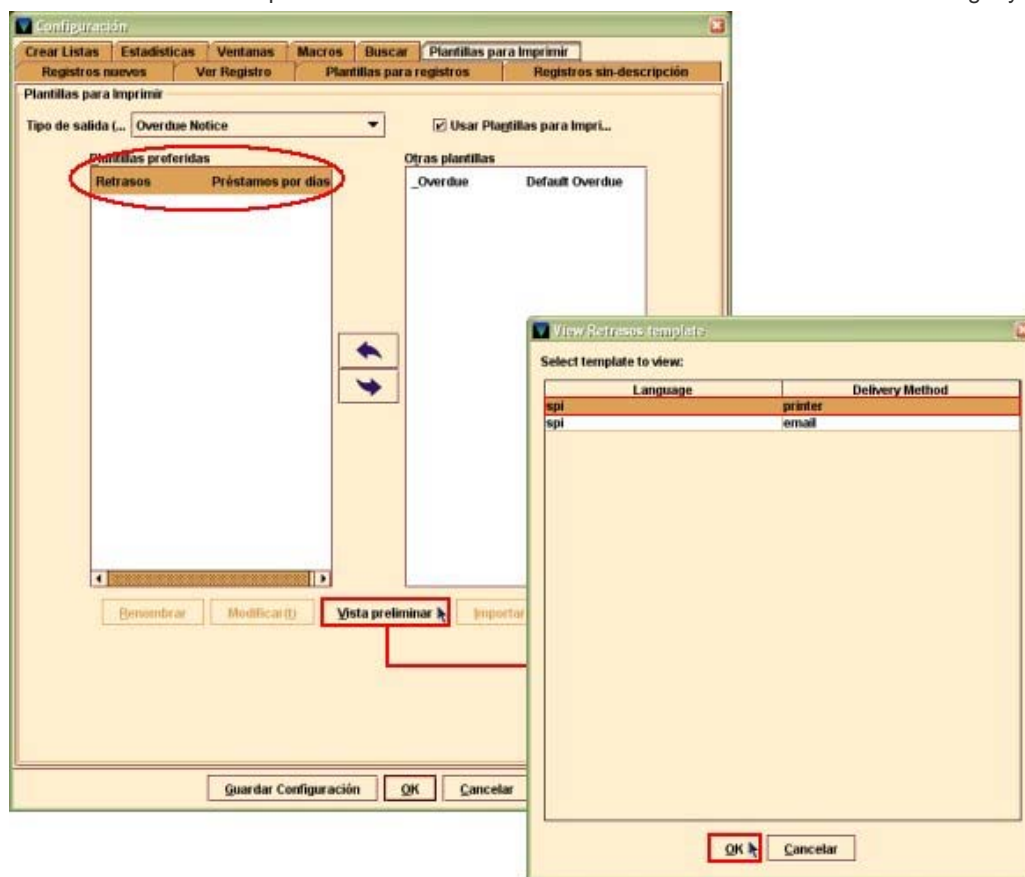 Configuración
Crear Listas Estadísticas Ventanas Macros Buscar Plantillas para Imprimir
Registros nuevos Ver Registro Plantillas para registros Registros sin-descripción
Plantillas para Imprimir
Tipo de salida (... Overdue Notice Usar Plantillas para Impri...
Plantillas preferidas Otras plantillas
Retrasos Préstamos por días _Overdue Default Overdue
View Retrasos template
Select template to view:
Language Delivery Method
spi printer
spi email
Renombrar Modificar(t) Vista preliminar Importar
Guardar Configuración OK Cancelar
OK Cancelar